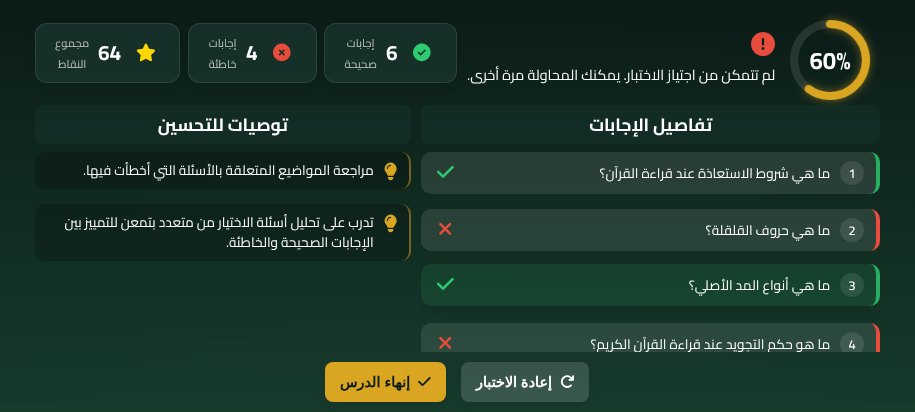 60%
لم تتمكن من اجتياز الاختبار. يمكنك المحاولة مرة أخرى.
6
إجابات
صحيحة
4
إجابات
خاطئة
64
مجموع
النقاط
تفاصيل الإجابات
1 ما هي شروط الاستعاذة عند قراءة القرآن؟
2 ما هي حروف القلقلة؟
3 ما هي أنواع المد الأصلي؟
4 ما هو حكم التجويد عند قراءة القرآن الكريم؟
توصيات للتحسين
مراجعة المواضيع المتعلقة بالأسئلة التي أخطأت فيها.
تدرب على تحليل أسئلة الاختيار من متعدد بتمعن للتمييز بين
الإجابات الصحيحة والخاطئة.
إعادة الاختبار
إنهاء الدرس